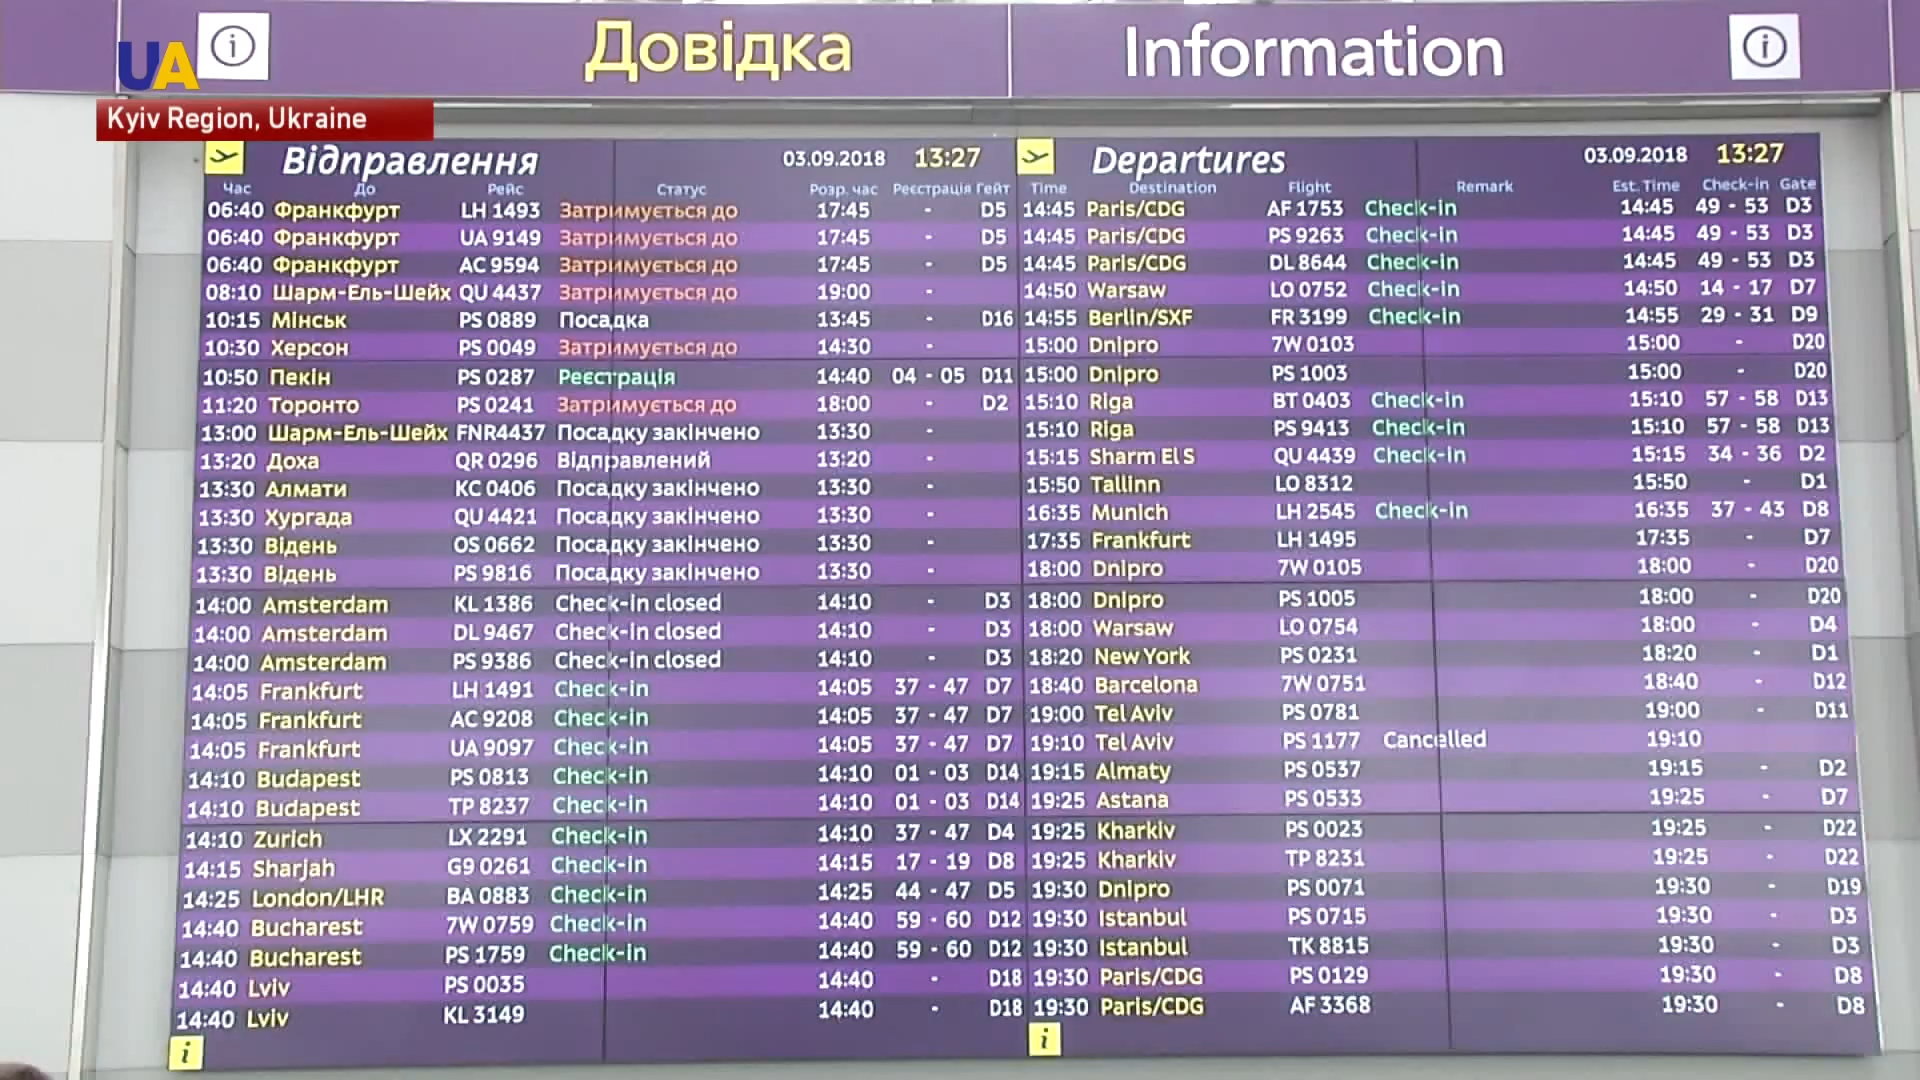 Довідка Information
UA
Kyiv Region, Ukraine
Відправлення 03.09.2018 13:27
Час До Рейс Статус Розр. час Реєстрація Гейт
06:40 Франкфурт LH 1493 Затримується до 17:45 - D5
06:40 Франкфурт UA 9149 Затримується до 17:45 - D5
06:40 Франкфурт AC 9594 Затримується до 17:45 - D5
08:10 Шарм-Ель-Шейх QU 4437 Затримується до 19:00 -
10:15 Мінськ PS 0889 Посадка 13:45 - D16
10:30 Херсон PS 0049 Затримується до 14:30 -
10:50 Пекін PS 0287 Реєстрація 14:40 04 - 05 D11
11:20 Торонто PS 0241 Затримується до 18:00 - D2
13:00 Шарм-Ель-Шейх FNR4437 Посадку закінчено 13:30 -
13:20 Доха QR 0296 Відправлений 13:20 -
13:30 Алмати KC 0406 Посадку закінчено 13:30 -
13:30 Хургада QU 4421 Посадку закінчено 13:30 -
13:30 Відень OS 0662 Посадку закінчено 13:30 -
13:30 Відень PS 9816 Посадку закінчено 13:30 -
14:00 Amsterdam KL 1386 Check-in closed 14:10 - D3
14:00 Amsterdam DL 9467 Check-in closed 14:10 - D3
14:00 Amsterdam PS 9386 Check-in closed 14:10 - D3
14:05 Frankfurt LH 1491 Check-in 14:05 37 - 47 D7
14:05 Frankfurt AC 9208 Check-in 14:05 37 - 47 D7
14:05 Frankfurt UA 9097 Check-in 14:05 37 - 47 D7
14:10 Budapest PS 0813 Check-in 14:10 01 - 03 D14
14:10 Budapest TP 8237 Check-in 14:10 01 - 03 D14
14:10 Zurich LX 2291 Check-in 14:10 37 - 47 D4
14:15 Sharjah G9 0261 Check-in 14:15 17 - 19 D8
14:25 London/LHR BA 0883 Check-in 14:25 44 - 47 D5
14:40 Bucharest 7W 0759 Check-in 14:40 59 - 60 D12
14:40 Bucharest PS 1759 Check-in 14:40 59 - 60 D12
14:40 Lviv PS 0035 14:40 - D18
14:40 Lviv KL 3149 14:40 - D18
Departures 03.09.2018 13:27
Time Destination Flight Remark Est. Time Check-in Gate
14:45 Paris/CDG AF 1753 Check-in 14:45 49 - 53 D3
14:45 Paris/CDG PS 9263 Check-in 14:45 49 - 53 D3
14:45 Paris/CDG DL 8644 Check-in 14:45 49 - 53 D3
14:50 Warsaw LO 0752 Check-in 14:50 14 - 17 D7
14:55 Berlin/SXF FR 3199 Check-in 14:55 29 - 31 D9
15:00 Dnipro 7W 0103 15:00 - D20
15:00 Dnipro PS 1003 15:00 - D20
15:10 Riga BT 0403 Check-in 15:10 57 - 58 D13
15:10 Riga PS 9413 Check-in 15:10 57 - 58 D13
15:15 Sharm El S QU 4439 Check-in 15:15 34 - 36 D2
15:50 Tallinn LO 8312 15:50 - D1
16:35 Munich LH 2545 Check-in 16:35 37 - 43 D8
17:35 Frankfurt LH 1495 17:35 - D7
18:00 Dnipro 7W 0105 18:00 - D20
18:00 Dnipro PS 1005 18:00 - D20
18:00 Warsaw LO 0754 18:00 - D4
18:20 New York PS 0231 18:20 - D1
18:40 Barcelona 7W 0751 18:40 - D12
19:00 Tel Aviv PS 0781 19:00 - D11
19:10 Tel Aviv PS 1177 Cancelled 19:10
19:15 Almaty PS 0537 19:15 - D2
19:25 Astana PS 0533 19:25 - D7
19:25 Kharkiv PS 0023 19:25 - D22
19:25 Kharkiv TP 8231 19:25 - D22
19:30 Dnipro PS 0071 19:30 - D19
19:30 Istanbul PS 0715 19:30 - D3
19:30 Istanbul TK 8815 19:30 - D3
19:30 Paris/CDG PS 0129 19:30 - D8
19:30 Paris/CDG AF 3368 19:30 - D8